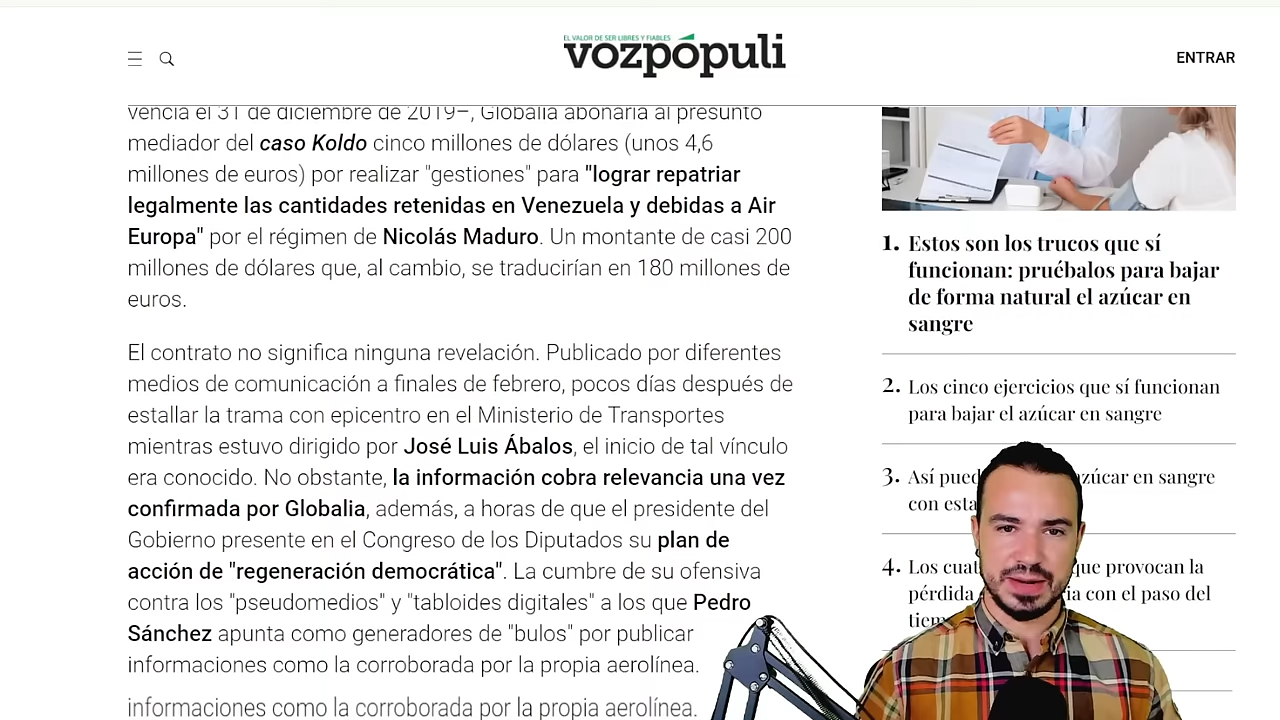 EL VALOR DE SER LIBRES Y FIABLES
vozpópuli
ENTRAR
vencía el 31 de diciembre de 2019–, Globalia abonaría al presunto
mediador del caso Koldo cinco millones de dólares (unos 4,6
millones de euros) por realizar "gestiones" para "lograr repatriar
legalmente las cantidades retenidas en Venezuela y debidas a Air
Europa" por el régimen de Nicolás Maduro. Un montante de casi 200
millones de dólares que, al cambio, se traducirían en 180 millones de
euros.
El contrato no significa ninguna revelación. Publicado por diferentes
medios de comunicación a finales de febrero, pocos días después de
estallar la trama con epicentro en el Ministerio de Transportes
mientras estuvo dirigido por José Luis Ábalos, el inicio de tal vínculo
era conocido. No obstante, la información cobra relevancia una vez
confirmada por Globalia, además, a horas de que el presidente del
Gobierno presente en el Congreso de los Diputados su plan de
acción de "regeneración democrática". La cumbre de su ofensiva
contra los "pseudomedios" y "tabloides digitales" a los que Pedro
Sánchez apunta como generadores de "bulos" por publicar
informaciones como la corroborada por la propia aerolínea.
informaciones como la corroborada por la propia aerolínea.
1. Estos son los trucos que sí
funcionan: pruébalos para bajar
de forma natural el azúcar en
sangre
2. Los cinco ejercicios que sí funcionan
para bajar el azúcar en sangre
3. Así azúcar en sangre
con
4. Los que provocan la
pérdida con el paso del